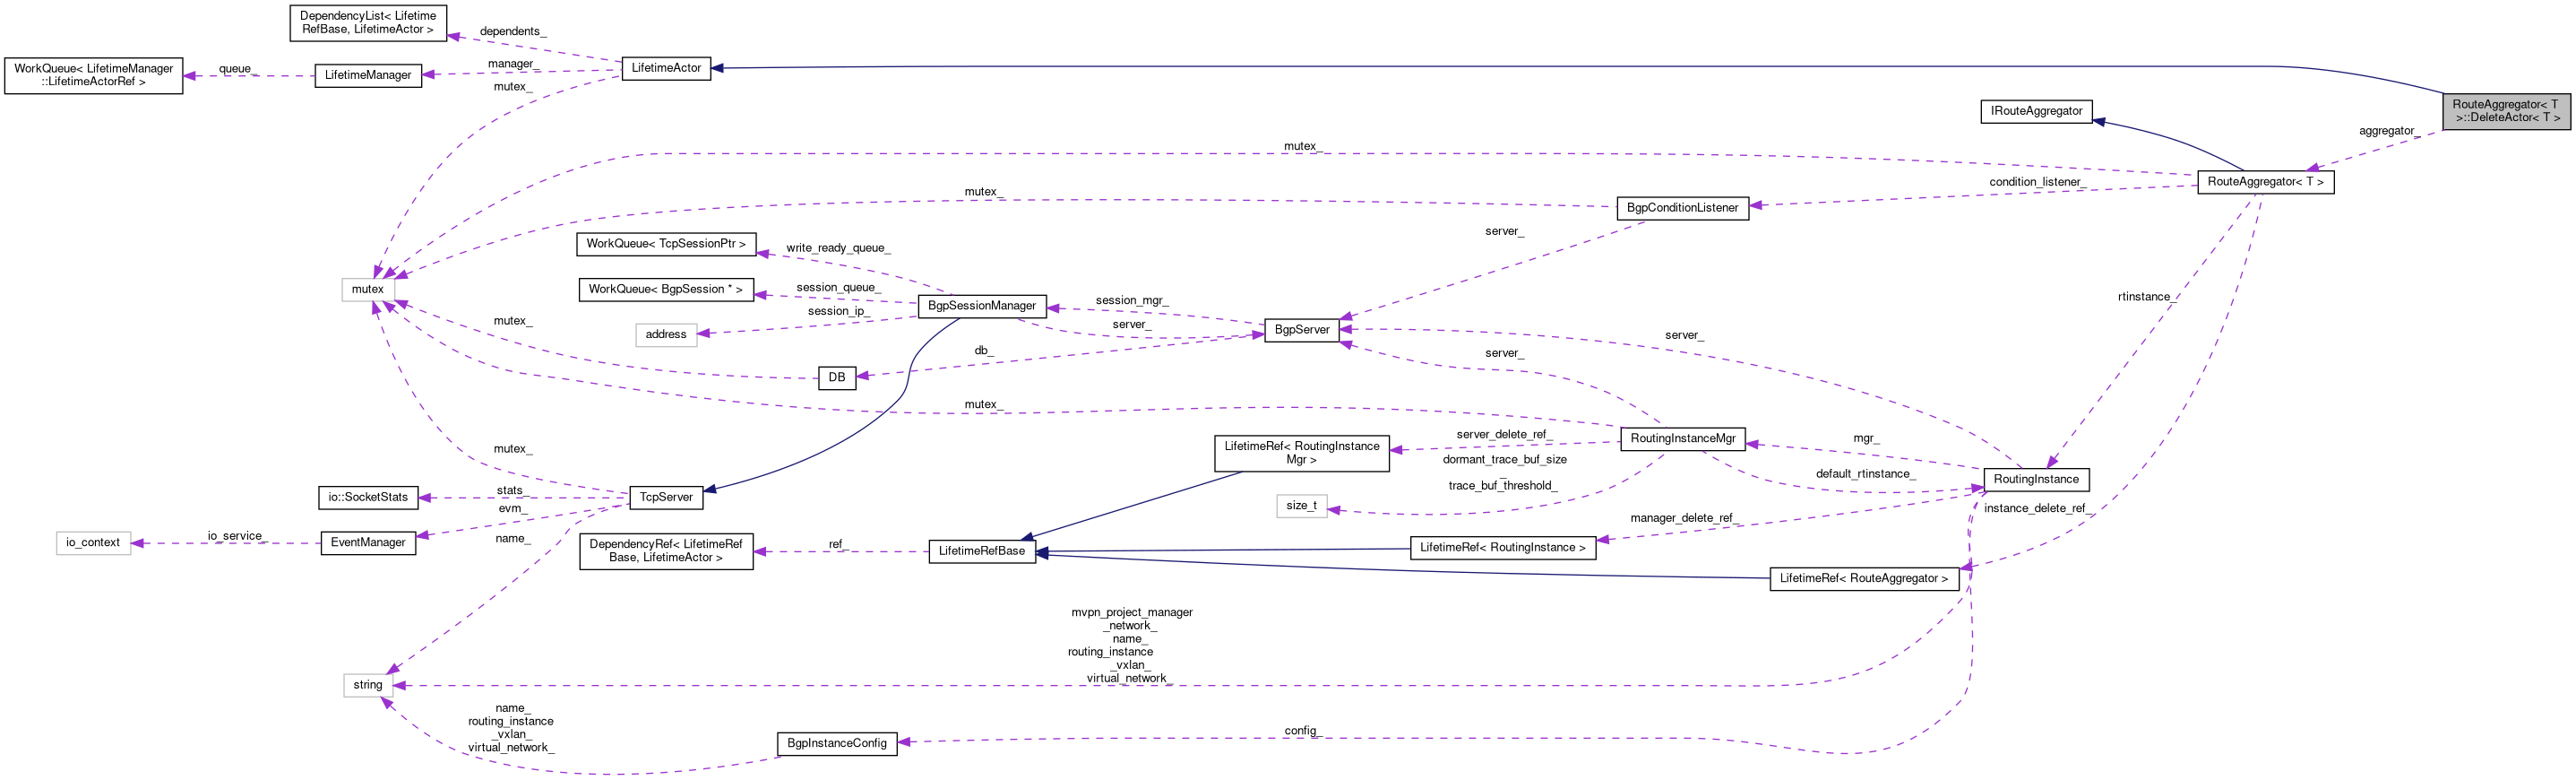 DependencyList< Lifetime
RefBase, LifetimeActor >
dependents_
WorkQueue< LifetimeManager
::LifetimeActorRef >
queue_
LifetimeManager
manager_
LifetimeActor
mutex_
RouteAggregator< T
>::DeleteActor< T >
IRouteAggregator
aggregator_
mutex_
RouteAggregator< T >
condition_listener_
mutex_
BgpConditionListener
server_
WorkQueue< TcpSessionPtr >
write_ready_queue_
WorkQueue< BgpSession * >
session_queue_
mutex
BgpSessionManager
session_mgr_
rtinstance_
session_ip_
address
server_
BgpServer
mutex_
server_
db_
server_
DB
mutex_
LifetimeRef< RoutingInstance
Mgr >
server_delete_ref_
RoutingInstanceMgr
mgr_
mutex_
dormant_trace_buf_size
_
trace_buf_threshold_
default_rtinstance_
RoutingInstance
io::SocketStats
stats_
TcpServer
size_t
evm_
instance_delete_ref_
manager_delete_ref_
io_context
io_service_
EventManager
name_
DependencyRef< LifetimeRef
Base, LifetimeActor >
ref_
LifetimeRefBase
LifetimeRef< RoutingInstance >
LifetimeRef< RouteAggregator >
mvpn_project_manager
_network_
name_
routing_instance
_vxlan_
virtual_network_
string
name_
routing_instance
_vxlan_
virtual_network_
BgpInstanceConfig
config_